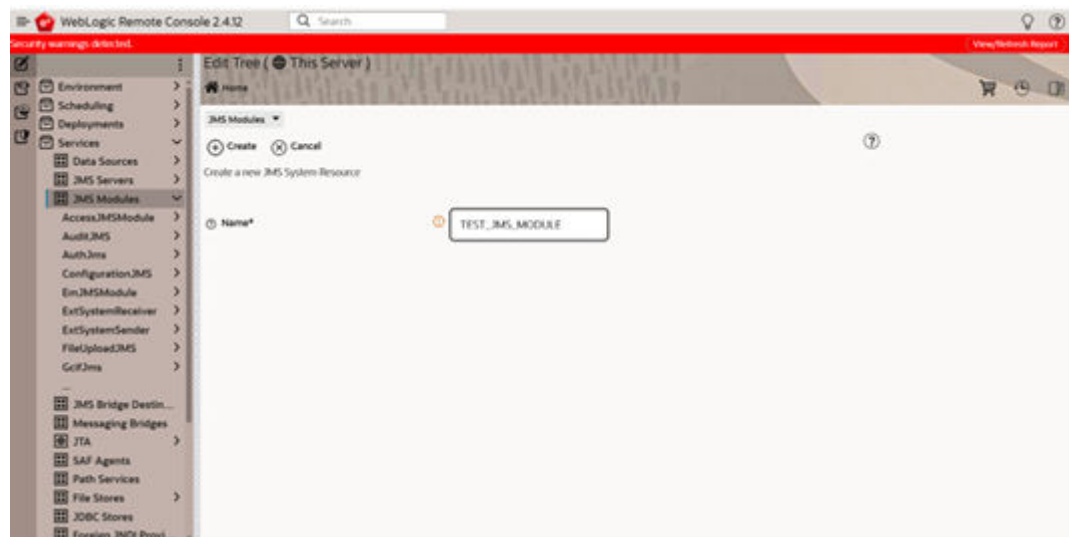 WebLogic Remote Console 2.4.12
Search
Security warnings detected.
View/Refresh Report
Edit Tree ( This Server )
Home
Environment
Scheduling
Deployments
Services
Data Sources
JMS Servers
JMS Modules
AccessJMSModule
AuditJMS
AuthJms
ConfigurationJMS
EmJMSModule
ExtSystemReceiver
ExtSystemSender
FileUploadJMS
GcifJms
...
JMS Bridge Destin...
Messaging Bridges
JTA
SAF Agents
Path Services
File Stores
JDBC Stores
Foreign JNDI Provi
JMS Modules
Create
Cancel
Create a new JMS System Resource
Name*
TEST_JMS_MODULE